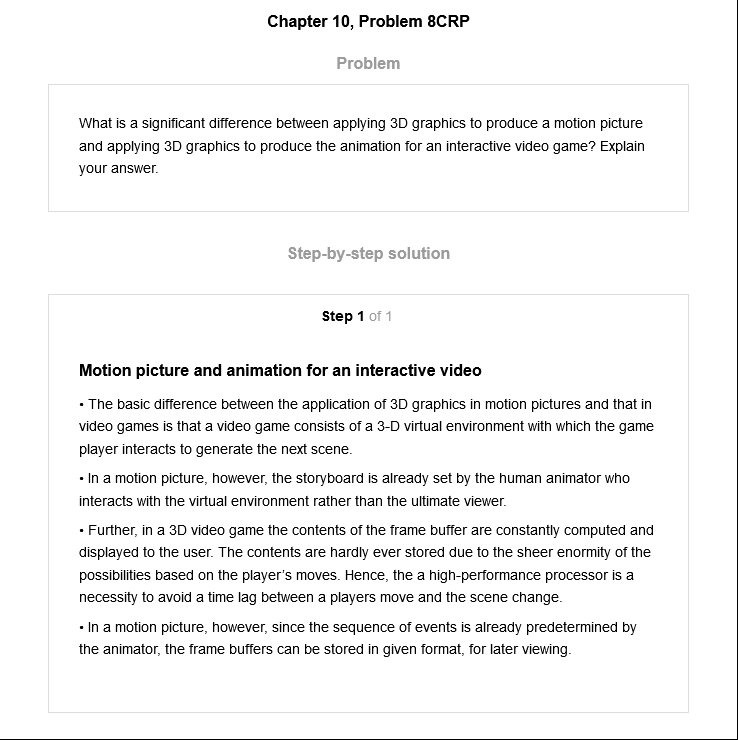 Chapter 10, Problem 8CRP
Problem
What is a significant difference between applying 3D graphics to produce a motion picture
and applying 3D graphics to produce the animation for an interactive video game? Explain
your answer.
Step-by-step solution
Step 1 of 1
Motion picture and animation for an interactive video
• The basic difference between the application of 3D graphics in motion pictures and that in
video games is that a video game consists of a 3-D virtual environment with which the game
player interacts to generate the next scene.
• In a motion picture, however, the storyboard is already set by the human animator who
interacts with the virtual environment rather than the ultimate viewer.
• Further, in a 3D video game the contents of the frame buffer are constantly computed and
displayed to the user. The contents are hardly ever stored due to the sheer enormity of the
possibilities based on the player's moves. Hence, the a high-performance processor is a
necessity to avoid a time lag between a players move and the scene change.
• In a motion picture, however, since the sequence of events is already predetermined by
the animator, the frame buffers can be stored in given format, for later viewing.